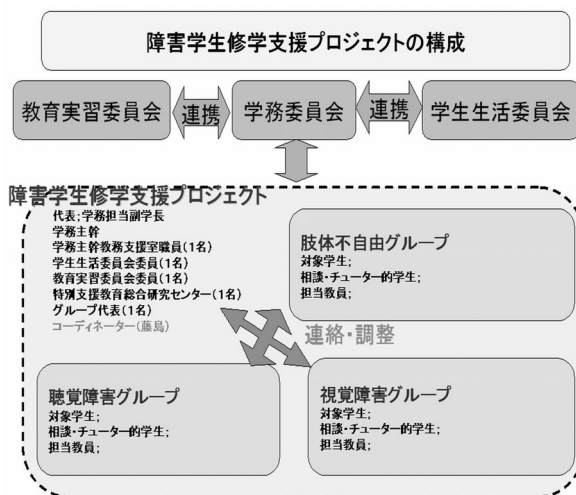 障害学生修学支援プロジェクトの構成
教育実習委員会
連携
学務委員会
連携
学生生活委員会
障害学生修学支援プロジェクト
代表;学務担当副学長
学務主幹
学務主幹教務支援室職員(1名)
学生生活委員会委員(1名)
教育実習委員会委員(1名)
特別支援教育総合研究センター(1名)
グループ代表(1名)
コーディネーター(藤島)
肢体不自由グループ
対象学生;
相談・チューター的学生;
担当教員;
連絡・調整
聴覚障害グループ
対象学生;
相談・チューター的学生;
担当教員;
視覚障害グループ
対象学生;
相談・チューター的学生;
担当教員;